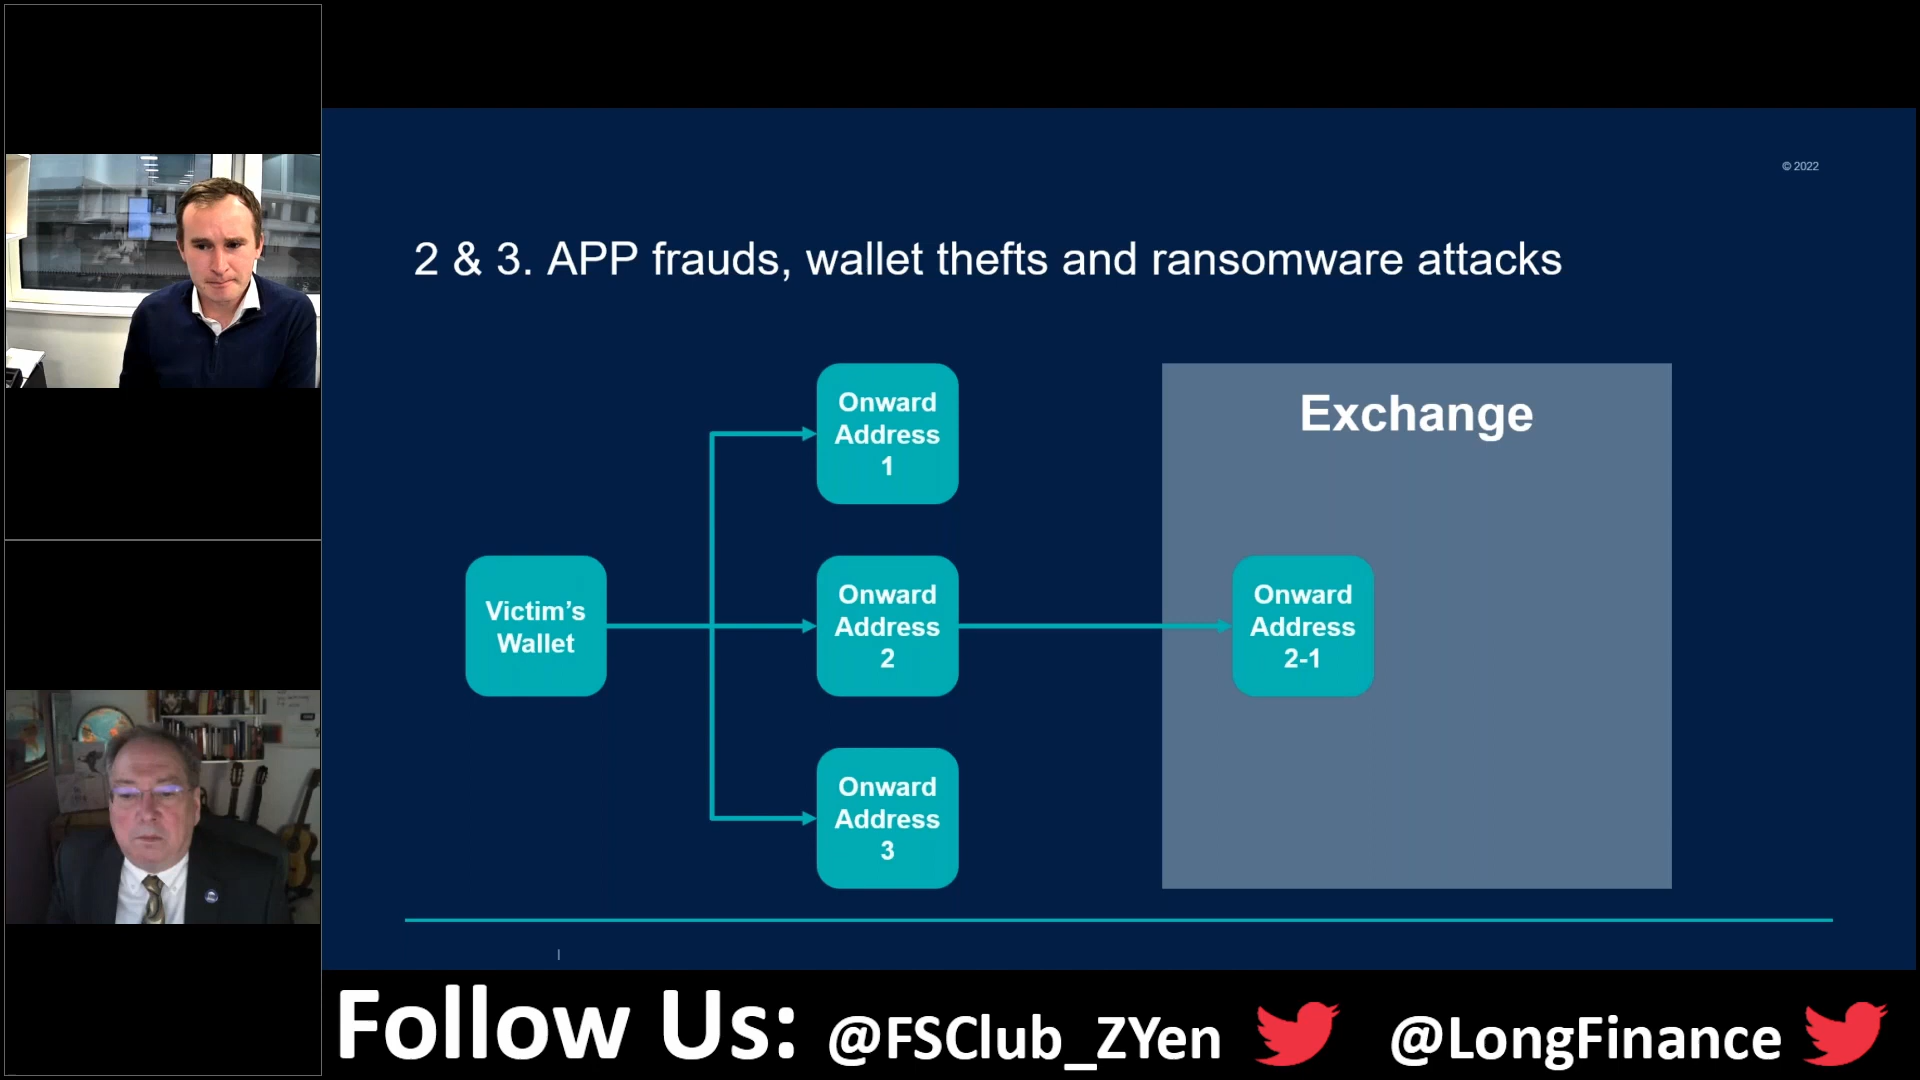 © 2022
2 & 3. APP frauds, wallet thefts and ransomware attacks
Onward
Address
1
Exchange
Victim’s
Wallet
Onward
Address
2
Onward
Address
2-1
Onward
Address
3
Follow Us: @FSClub_ZYen @LongFinance